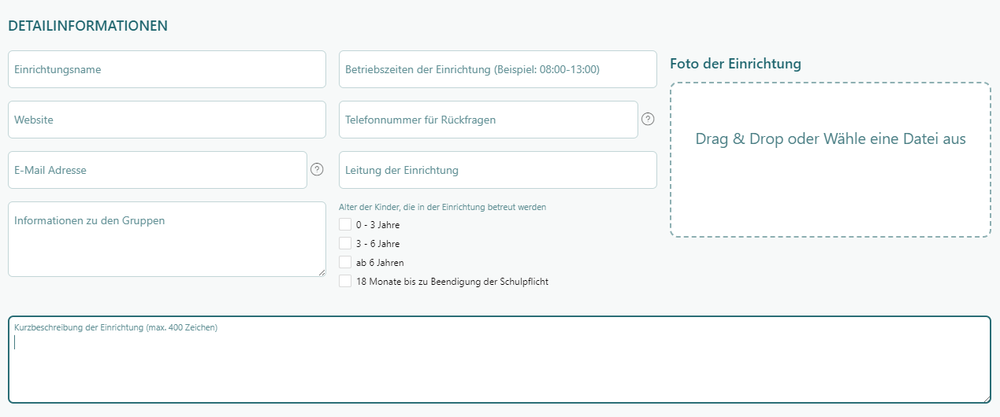 DETAILINFORMATIONEN
Einrichtungsname
Betriebszeiten der Einrichtung (Beispiel: 08:00-13:00)
Foto der Einrichtung
Website
Telefonnummer für Rückfragen
?
Drag & Drop oder Wähle eine Datei aus
E-Mail Adresse
?
Leitung der Einrichtung
Informationen zu den Gruppen
Alter der Kinder, die in der Einrichtung betreut werden
0 - 3 Jahre
3 - 6 Jahre
ab 6 Jahren
18 Monate bis zu Beendigung der Schulpflicht
Kurzbeschreibung der Einrichtung (max. 400 Zeichen)